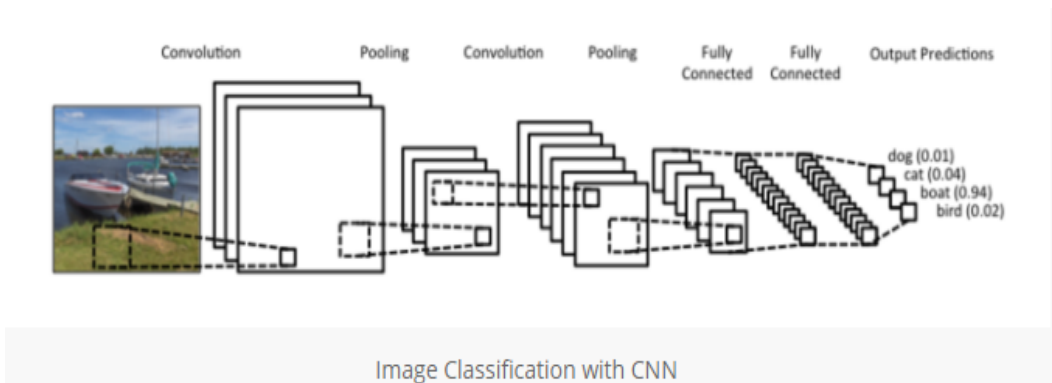 Convolution
Pooling
Convolution
Pooling
Fully
Connected
Fully
Connected
Output Predictions
dog (0.01)
cat (0.04)
boat (0.94)
bird (0.02)
Image Classification with CNN